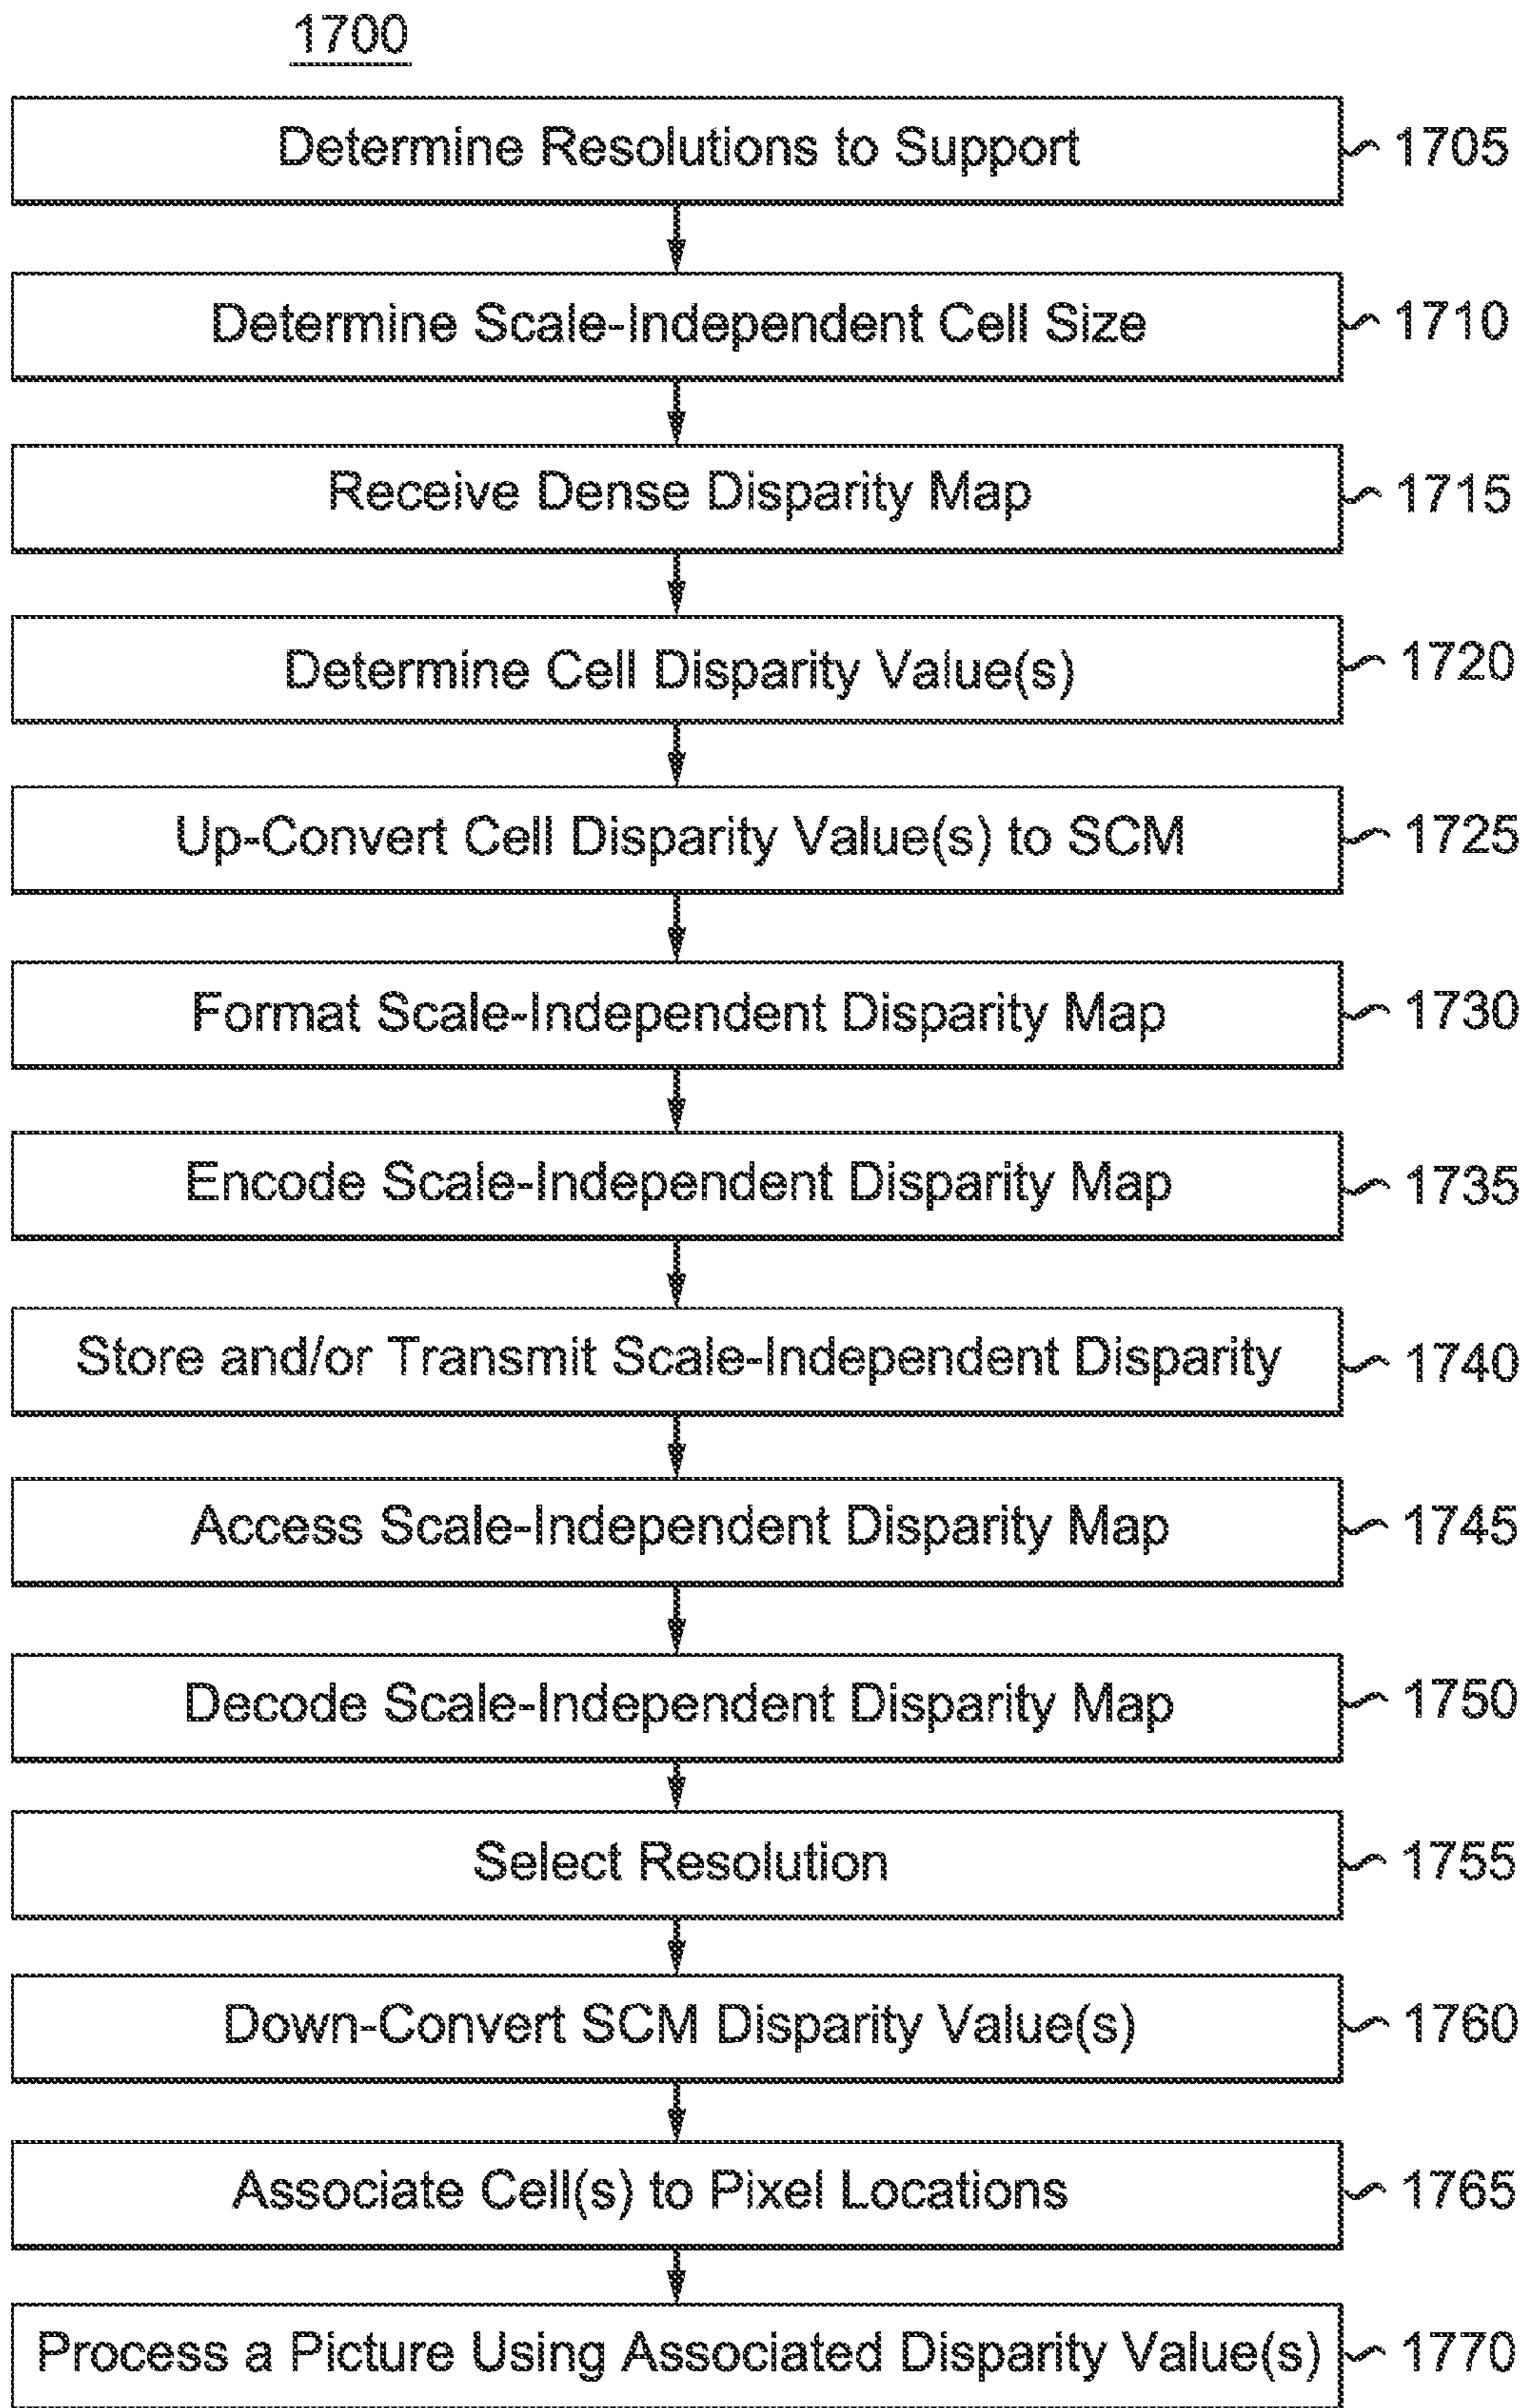 1700
Determine Resolutions to Support 1705
Determine Scale-Independent Cell Size 1710
Receive Dense Disparity Map 1715
Determine Cell Disparity Value(s) 1720
Up-Convert Cell Disparity Value(s) to SCM 1725
Format Scale-Independent Disparity Map 1730
Encode Scale-Independent Disparity Map 1735
Store and/or Transmit Scale-Independent Disparity 1740
Access Scale-Independent Disparity Map 1745
Decode Scale-Independent Disparity Map 1750
Select Resolution 1755
Down-Convert SCM Disparity Value(s) 1760
Associate Cell(s) to Pixel Locations 1765
Process a Picture Using Associated Disparity Value(s) 1770